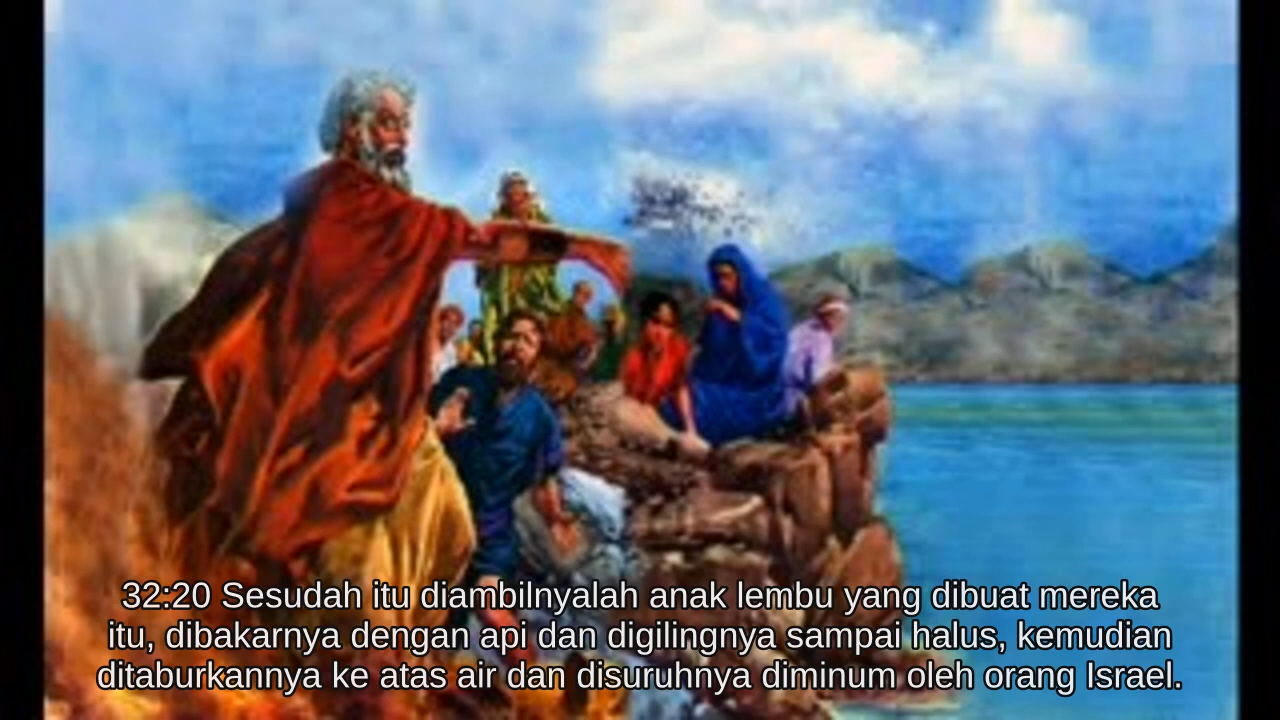 32:20 Sesudah itu diambilnyalah anak lembu yang dibuat mereka
itu, dibakarnya dengan api dan digilingnya sampai halus, kemudian
ditaburkannya ke atas air dan disuruhnya diminum oleh orang Israel.